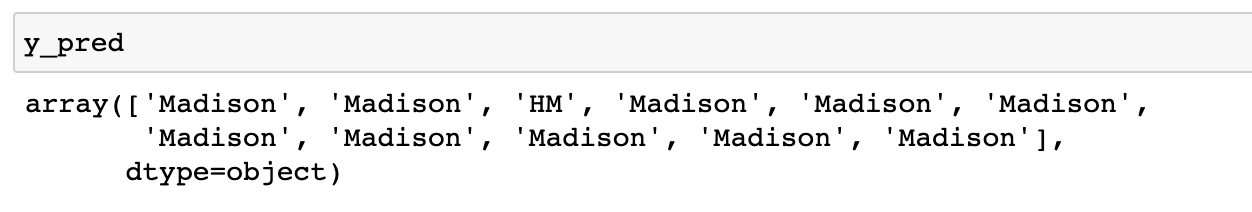 y_pred
array(['Madison', 'Madison', 'HM', 'Madison', 'Madison', 'Madison',
'Madison', 'Madison', 'Madison', 'Madison', 'Madison'],
dtype=object)